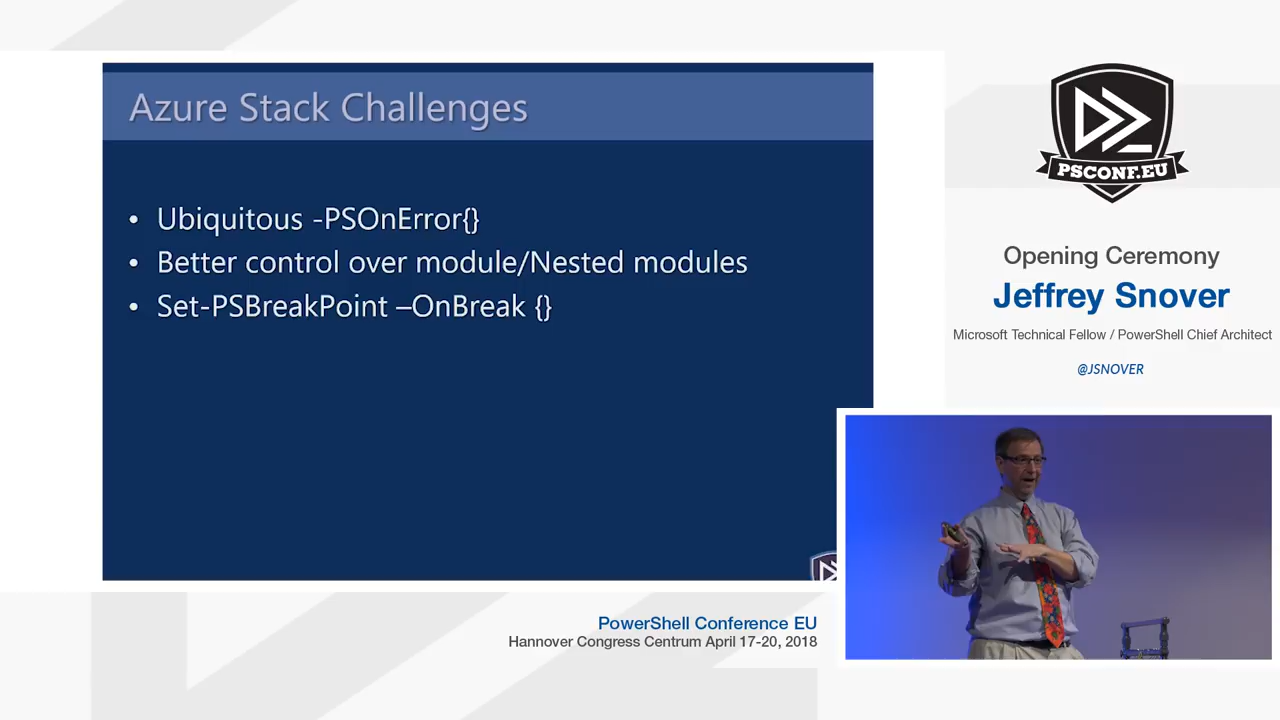 Azure Stack Challenges
• Ubiquitous -PSOnError{}
• Better control over module/Nested modules
• Set-PSBreakPoint –OnBreak {}
PSCONF.EU
Opening Ceremony
Jeffrey Snover
Microsoft Technical Fellow / PowerShell Chief Architect
@JSNOVER
PowerShell Conference EU
Hannover Congress Centrum April 17-20, 2018